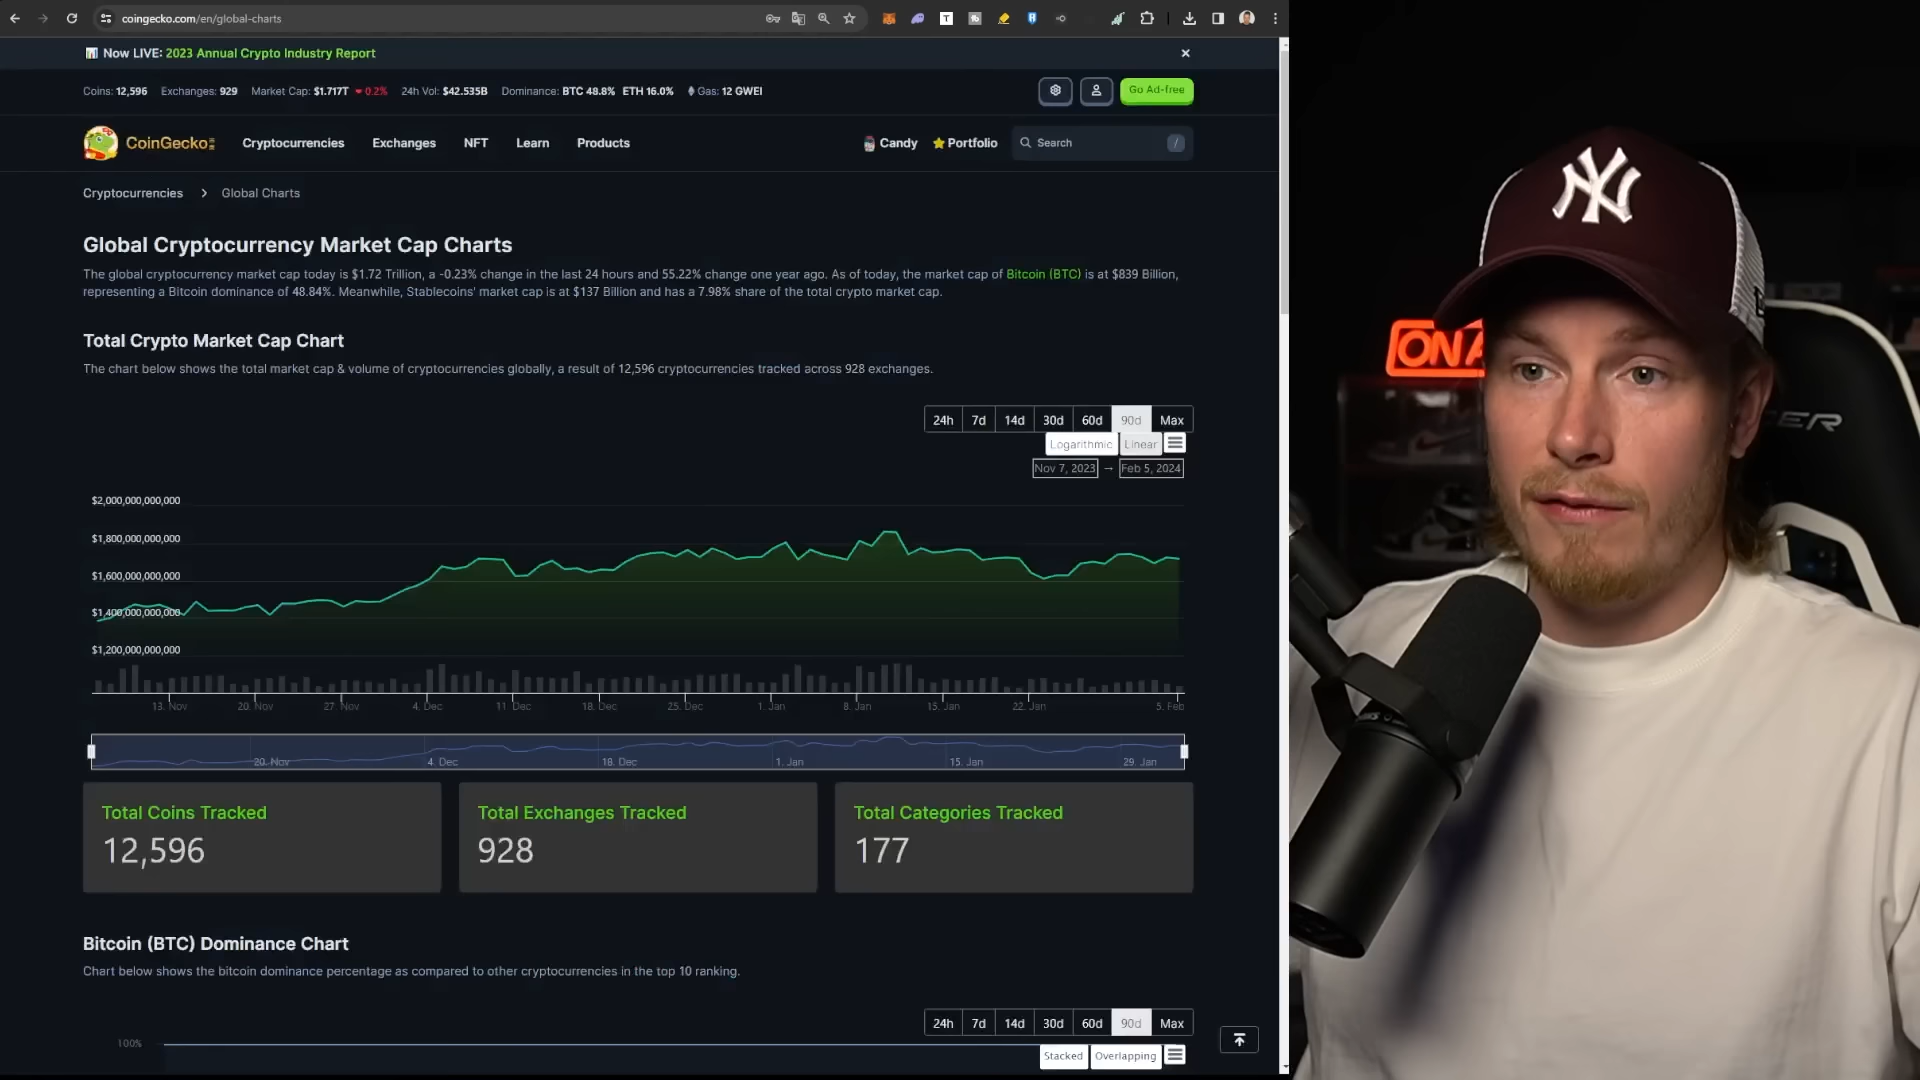 coingecko.com/en/global-charts
Now LIVE: 2023 Annual Crypto Industry Report
Coins: 12,596 Exchanges: 929 Market Cap: $1.717T 0.2% 24h Vol: $42.535B Dominance: BTC 48.8% ETH 16.0% Gas: 12 GWEI
Go Ad-free
CoinGecko Cryptocurrencies Exchanges NFT Learn Products Candy Portfolio Search /
Cryptocurrencies > Global Charts
Global Cryptocurrency Market Cap Charts
The global cryptocurrency market cap today is $1.72 Trillion, a -0.23% change in the last 24 hours and 55.22% change one year ago. As of today, the market cap of Bitcoin (BTC) is at $839 Billion,
representing a Bitcoin dominance of 48.84%. Meanwhile, Stablecoins' market cap is at $137 Billion and has a 7.98% share of the total crypto market cap.
Total Crypto Market Cap Chart
The chart below shows the total market cap & volume of cryptocurrencies globally, a result of 12,596 cryptocurrencies tracked across 928 exchanges.
24h 7d 14d 30d 60d 90d Max
Logarithmic Linear
Nov 7, 2023 → Feb 5, 2024
$2,000,000,000,000
$1,800,000,000,000
$1,600,000,000,000
$1,400,000,000,000
$1,200,000,000,000
13. Nov 20. Nov 27. Nov 4. Dec 11. Dec 18. Dec 25. Dec 1. Jan 8. Jan 15. Jan 22. Jan 5. Feb
20. Nov 4. Dec 18. Dec 1. Jan 15. Jan 29. Jan
Total Coins Tracked
12,596
Total Exchanges Tracked
928
Total Categories Tracked
177
Bitcoin (BTC) Dominance Chart
Chart below shows the bitcoin dominance percentage as compared to other cryptocurrencies in the top 10 ranking.
24h 7d 14d 30d 60d 90d Max
Stacked Overlapping
100%
NY
ON A